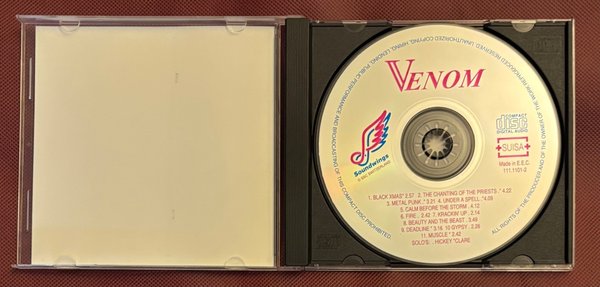 VENOM
Soundwings
COMPACT
disc
DIGITAL AUDIO
SUISA
Made in E.E.C.
111.1101-2
1. BLACK XMAS* 2.57 · 2. THE CHANTING OF THE PRIESTS.* 4.22
3. METAL PUNK.* 3.21 · 4. UNDER A SPELL.*4.09
5. CALM BEFORE THE STORM . 4.12
6. FIRE . 2.42 · 7. KRACKIN' UP . 2.14
8. BEAUTY AND THE BEAST . 3.49
9. DEADLINE * 3.16 · 10 GYPSY . 2.26
11. MUSCLE * 2.42
SOLO'S: . HICKEY *CLARE
ALL RIGHTS OF THE PRODUCER AND OF THE OWNER OF THE WORK REPRODUCED RESERVED. UNAUTHORIZED COPYING, HIRING, LENDING, PUBLIC PERFORMANCE AND BROADCASTING OF THIS COMPACT DISC PROHIBITED